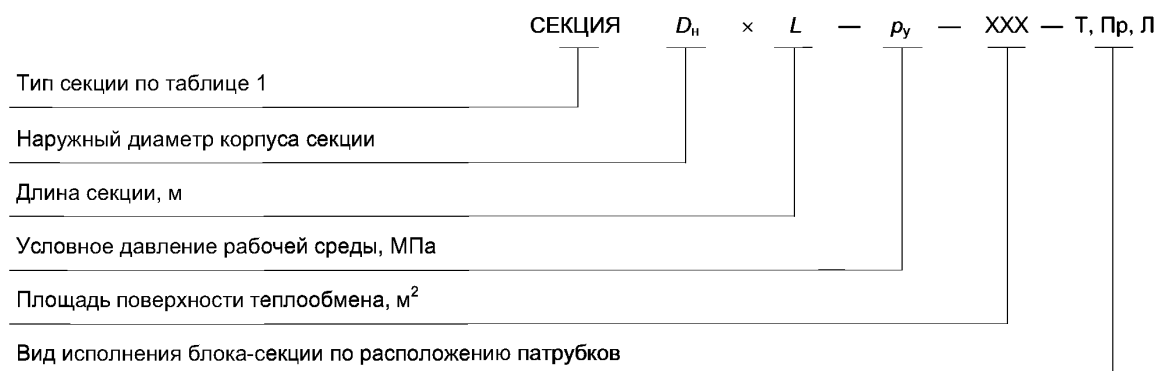 СЕКЦИЯ Dн × L — pу — XXX — Т, Пр, Л
Тип секции по таблице 1
Наружный диаметр корпуса секции
Длина секции, м
Условное давление рабочей среды, МПа
Площадь поверхности теплообмена, м²
Вид исполнения блока-секции по расположению патрубков